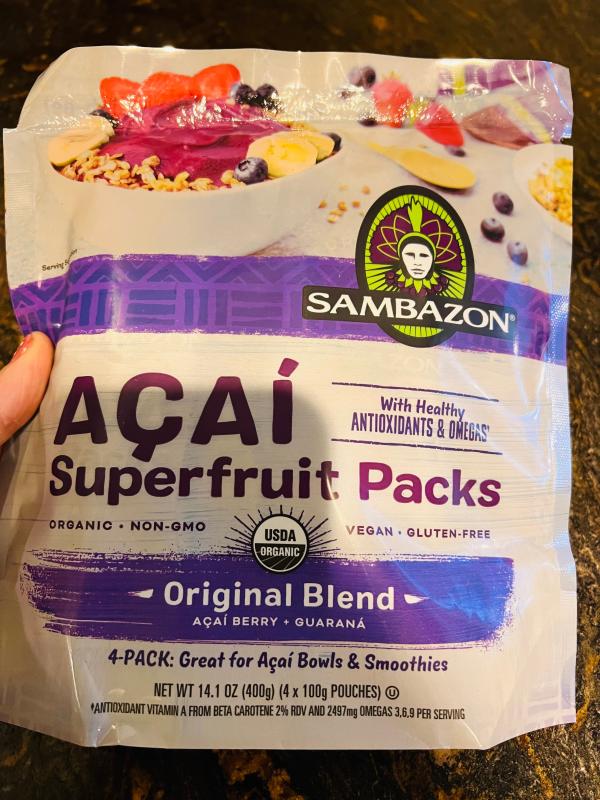 Serving
SAMBAZON®
AÇAÍ
With Healthy
ANTIOXIDANTS & OMEGAS*
Superfruit Packs
ORGANIC • NON-GMO
USDA
ORGANIC
VEGAN • GLUTEN-FREE
Original Blend
AÇAÍ BERRY + GUARANÁ
4-PACK: Great for Açaí Bowls & Smoothies
NET WT 14.1 OZ (400g) (4 x 100g POUCHES) U
*ANTIOXIDANT VITAMIN A FROM BETA CAROTENE 2% RDV AND 2497mg OMEGAS 3,6,9 PER SERVING